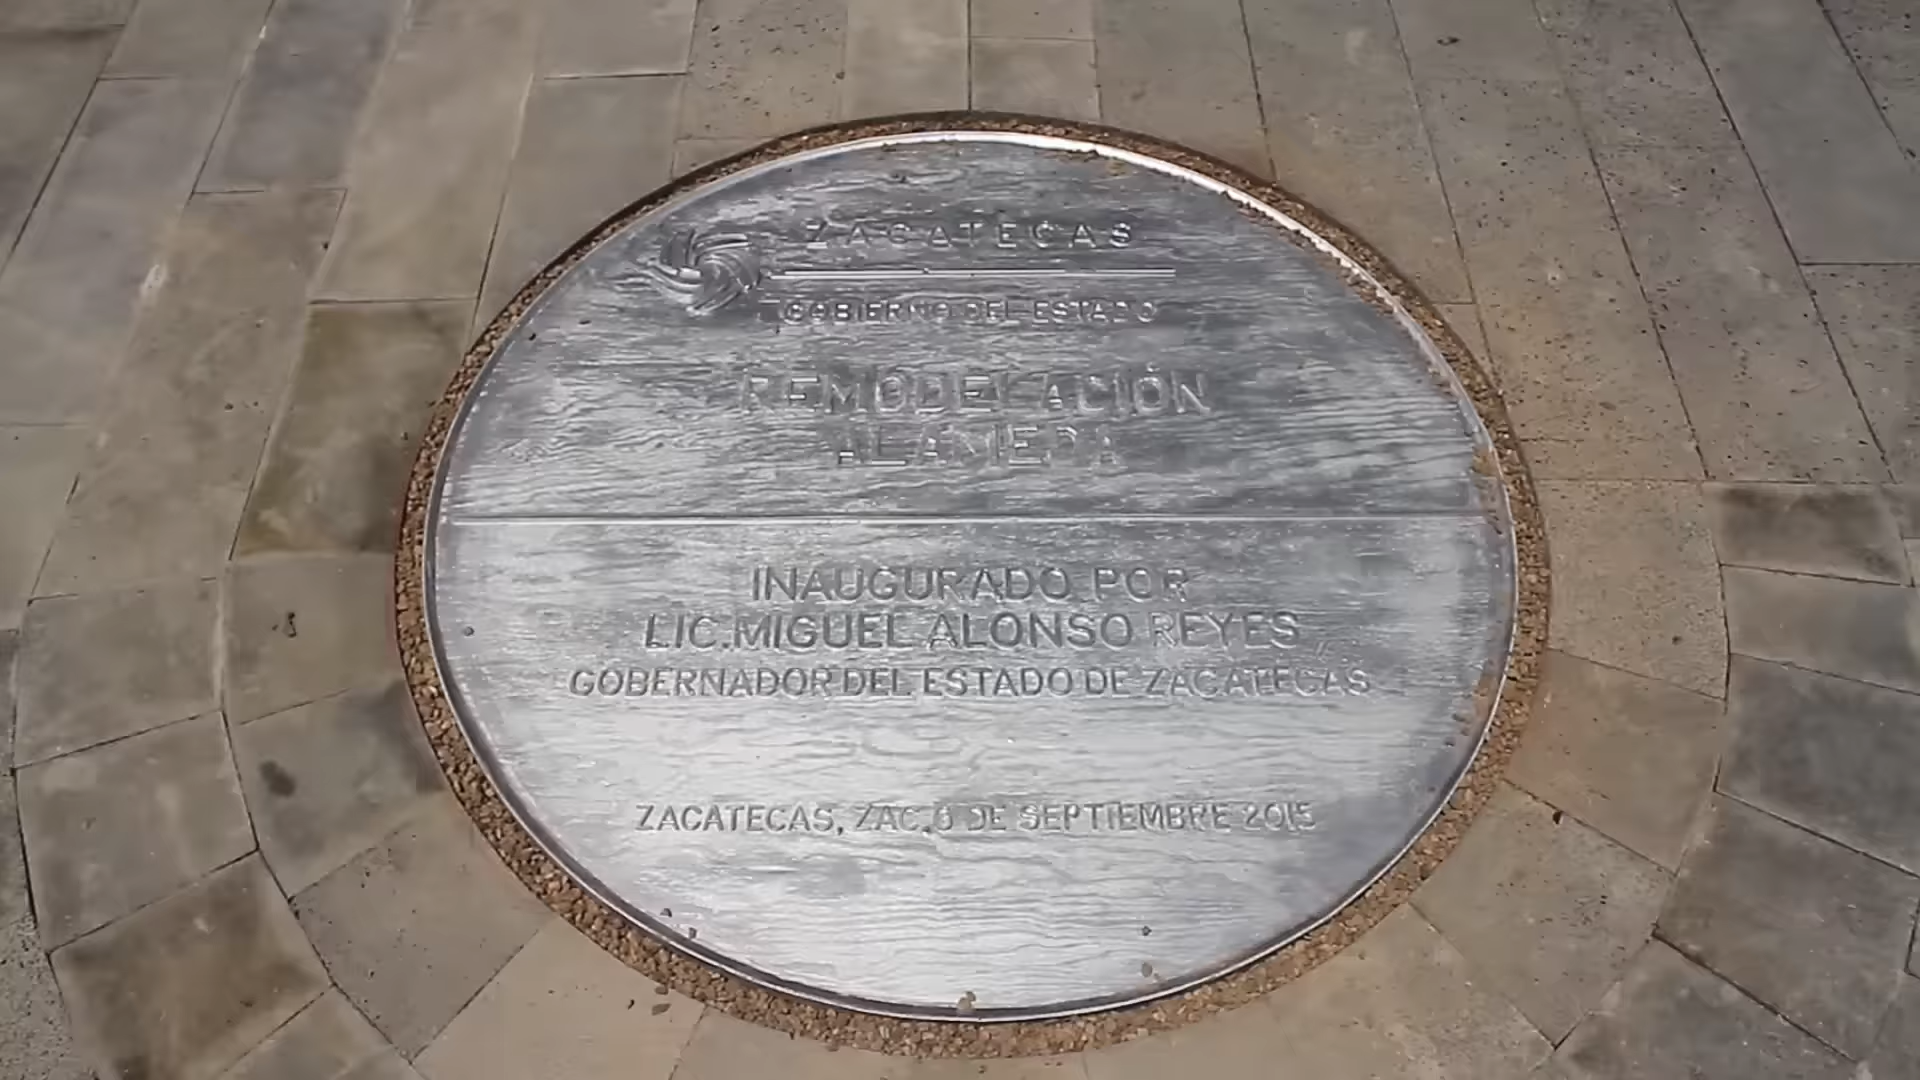 ZACATECAS
GOBIERNO DEL ESTADO
REMODELACIÓN
ALAMEDA
INAUGURADO POR
LIC. MIGUEL ALONSO REYES
GOBERNADOR DEL ESTADO DE ZACATECAS
ZACATECAS, ZAC, DE SEPTIEMBRE 2015